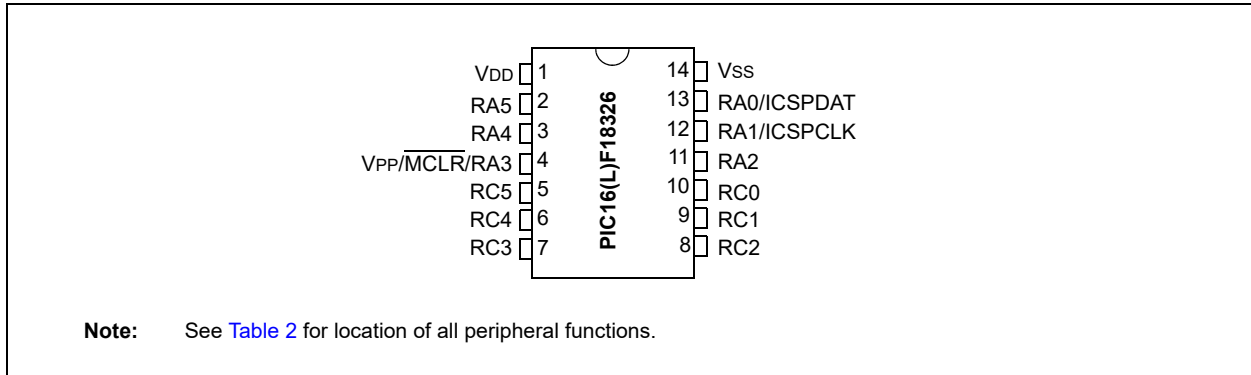 VDD 1 14 VSS
RA5 2 13 RA0/ICSPDAT
RA4 3 12 RA1/ICSPCLK
VPP/MCLR/RA3 4 11 RA2
RC5 5 10 RC0
RC4 6 9 RC1
RC3 7 8 RC2
PIC16(L)F18326
Note: See Table 2 for location of all peripheral functions.